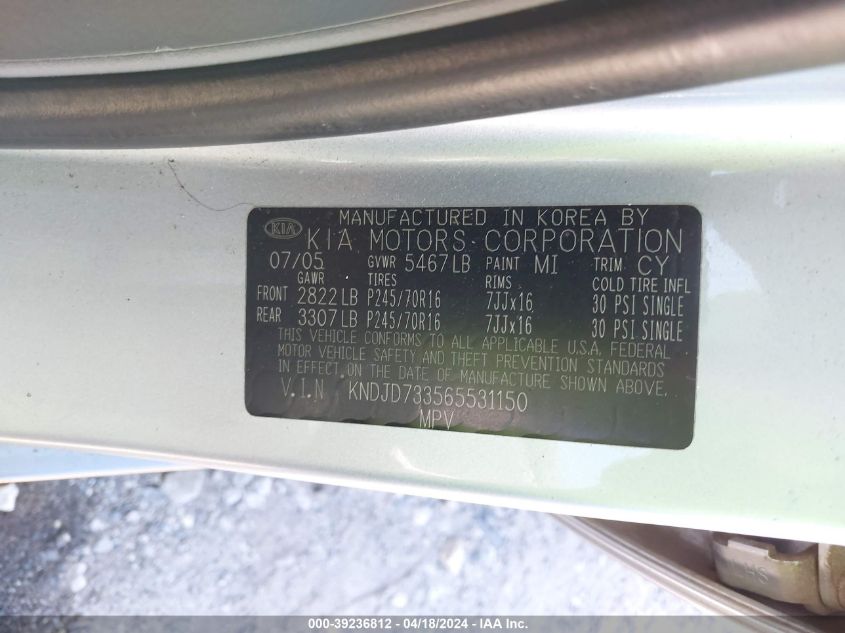 MANUFACTURED IN KOREA BY
KIA KIA MOTORS CORPORATION
07/05 GVWR 5467LB PAINT MI TRIM CY
GAWR TIRES RIMS COLD TIRE INFL
FRONT 2822LB P245/70R16 7JJx16 30 PSI SINGLE
REAR 3307LB P245/70R16 7JJx16 30 PSI SINGLE
THIS VEHICLE CONFORMS TO ALL APPLICABLE U.S.A. FEDERAL
MOTOR VEHICLE SAFETY AND THEFT PREVENTION STANDARDS
IN EFFECT ON THE DATE OF MANUFACTURE SHOWN ABOVE.
V.I.N KNDJD733565531150
MPV
000-39236812 - 04/18/2024 - IAA Inc.